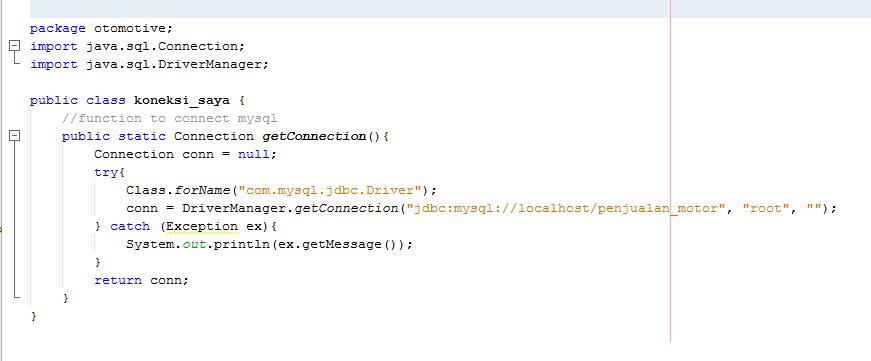 package otomotive;
import java.sql.Connection;
import java.sql.DriverManager;
public class koneksi_saya {
//function to connect mysql
public static Connection getConnection(){
Connection conn = null;
try{
Class.forName("com.mysql.jdbc.Driver");
conn = DriverManager.getConnection("jdbc:mysql://localhost/penjualan_motor", "root", "");
} catch (Exception ex){
System.out.println(ex.getMessage());
}
return conn;
}
}